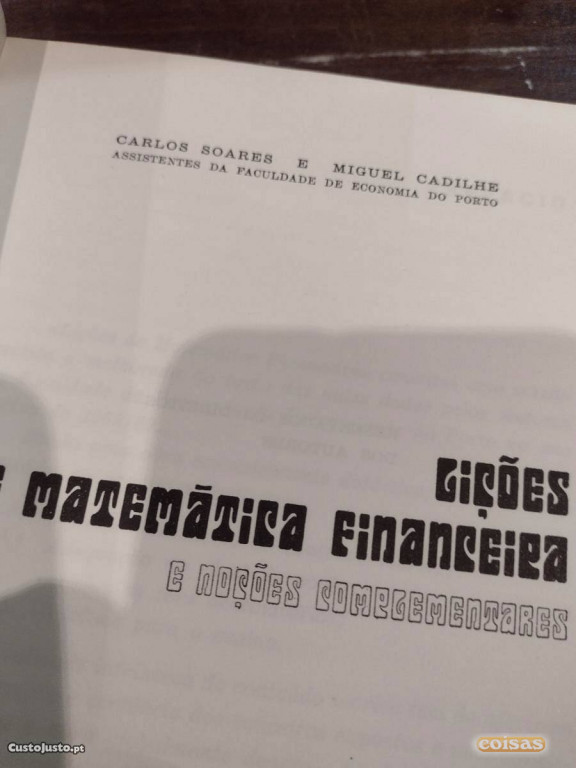 CARLOS SOARES E MIGUEL CADILHE
ASSISTENTES DA FACULDADE DE ECONOMIA DO PORTO
LIÇÕES
MATEMÁTICA FINANCEIRA
E NOÇÕES COMPLEMENTARES
CustoJusto.pt
coisas